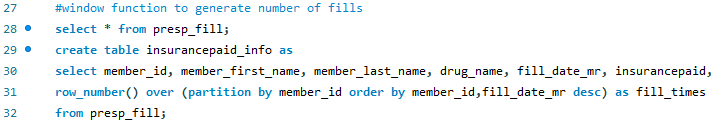 27 #window function to generate number of fills
28 select * from presp_fill;
29 create table insurancepaid_info as
30 select member_id, member_first_name, member_last_name, drug_name, fill_date_mr, insurancepaid,
31 row_number() over (partition by member_id order by member_id,fill_date_mr desc) as fill_times
32 from presp_fill;